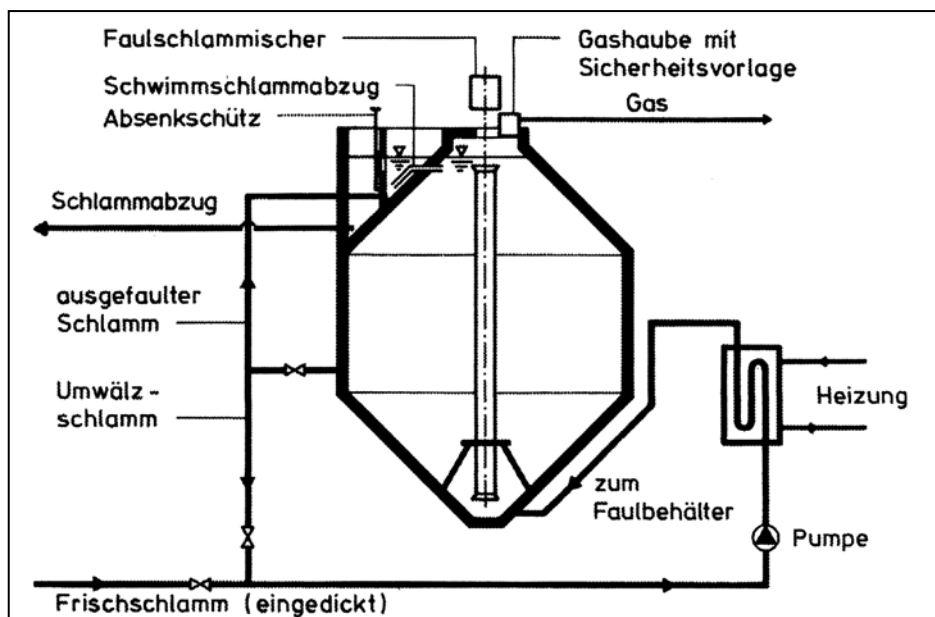 Faulschlammischer
Schwimmschlammabzug
Absenkschütz
Gashaube mit
Sicherheitsvorlage
Gas
Schlammabzug
ausgefaulter
Schlamm
Umwälz-
schlamm
Heizung
zum
Faulbehälter
Pumpe
Frischschlamm (eingedickt)